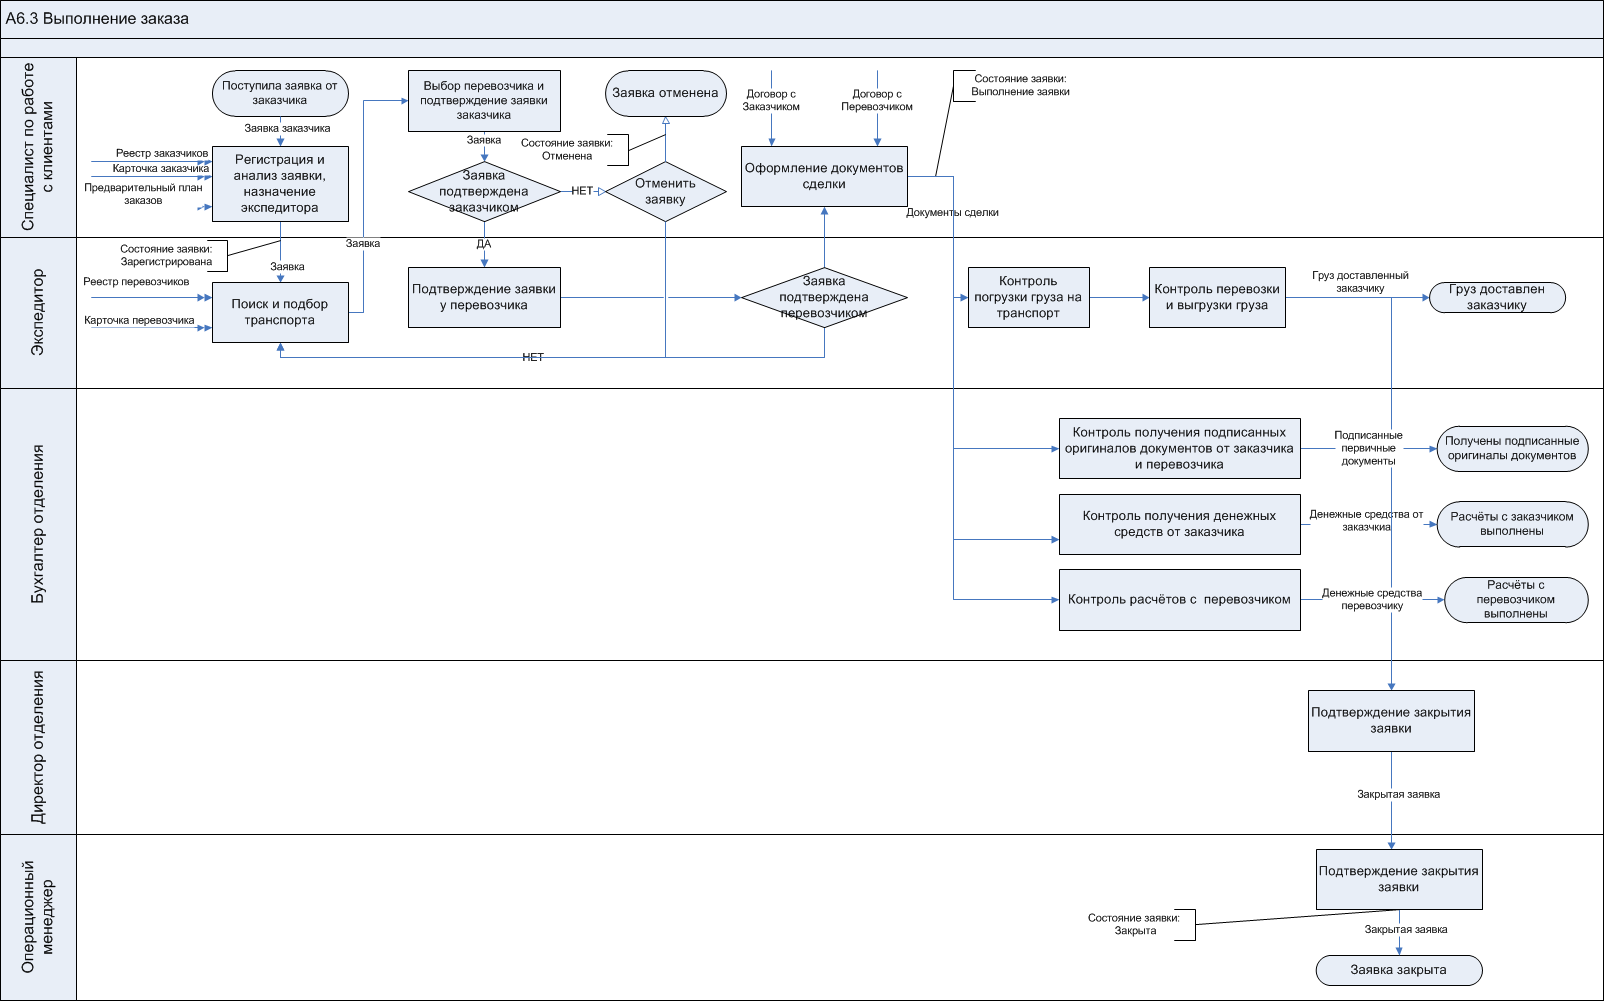 А6.3 Выполнение заказа
Специалист по работе
с клиентами
Поступила заявка от
заказчика
Заявка заказчика
Реестр заказчиков
Карточка заказчика
Предварительный план
заказов
Регистрация и
анализ заявки,
назначение
экспедитора
Выбор перевозчика и
подтверждение заявки
заказчика
Заявка
Заявка
подтверждена
заказчиком
НЕТ
ДА
Заявка отменена
Состояние заявки:
Отменена
Отменить
заявку
Договор с
Заказчиком
Договор с
Перевозчиком
Оформление документов
сделки
Состояние заявки:
Выполнение заявки
Документы сделки
Экспедитор
Состояние заявки:
Зарегистрирована
Заявка
Заявка
Реестр перевозчиков
Карточка перевозчика
Поиск и подбор
транспорта
Подтверждение заявки
у перевозчика
НЕТ
Заявка
подтверждена
перевозчиком
Контроль
погрузки груза на
транспорт
Контроль перевозки
и выгрузки груза
Груз доставленный
заказчику
Груз доставлен
заказчику
Бухгалтер отделения
Контроль получения подписанных
оригиналов документов от заказчика
и перевозчика
Подписанные
первичные
документы
Получены подписанные
оригиналы документов
Контроль получения денежных
средств от заказчика
Денежные средства от
заказчкиа
Расчёты с заказчиком
выполнены
Контроль расчётов с перевозчиком
Денежные средства
перевозчику
Расчёты с
перевозчиком
выполнены
Директор отделения
Подтверждение закрытия
заявки
Закрытая заявка
Операционный
менеджер
Подтверждение закрытия
заявки
Состояние заявки:
Закрыта
Закрытая заявка
Заявка закрыта